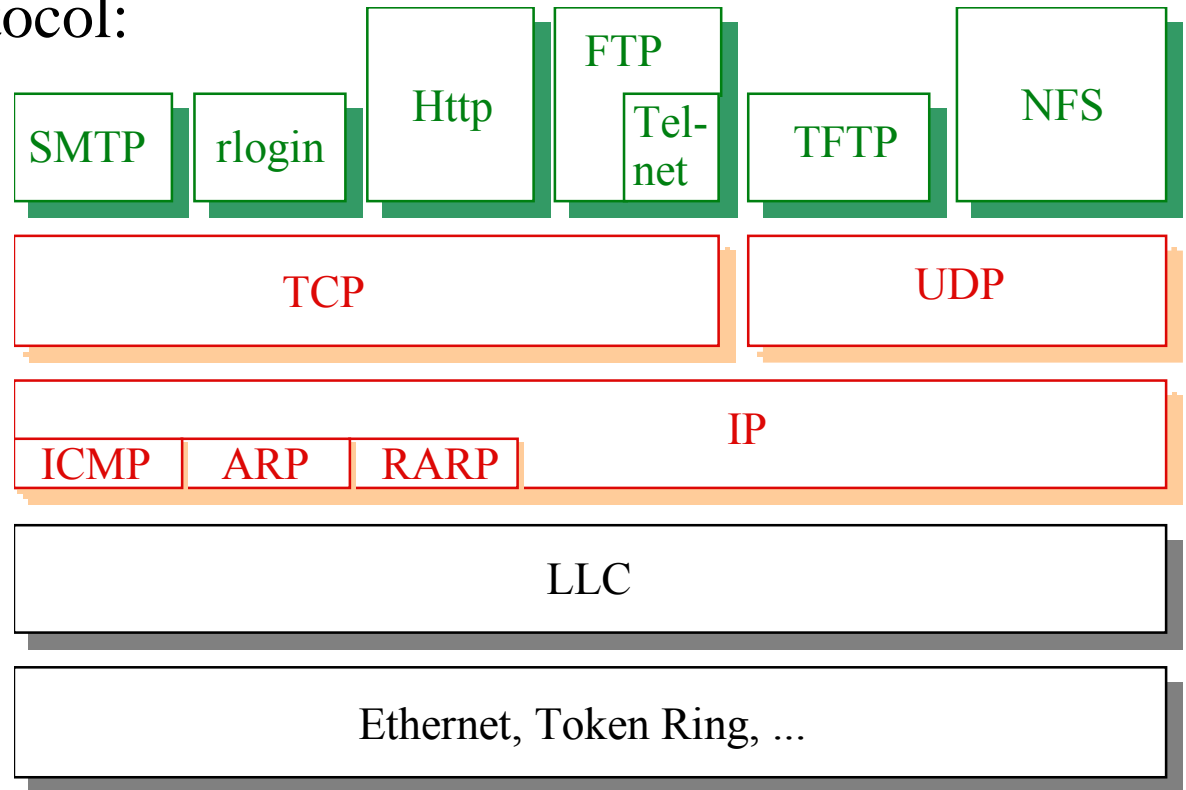 ocol:
FTP
Http
NFS
SMTP
rlogin
Tel-
net
TFTP
TCP
UDP
IP
ICMP
ARP
RARP
LLC
Ethernet, Token Ring, ...